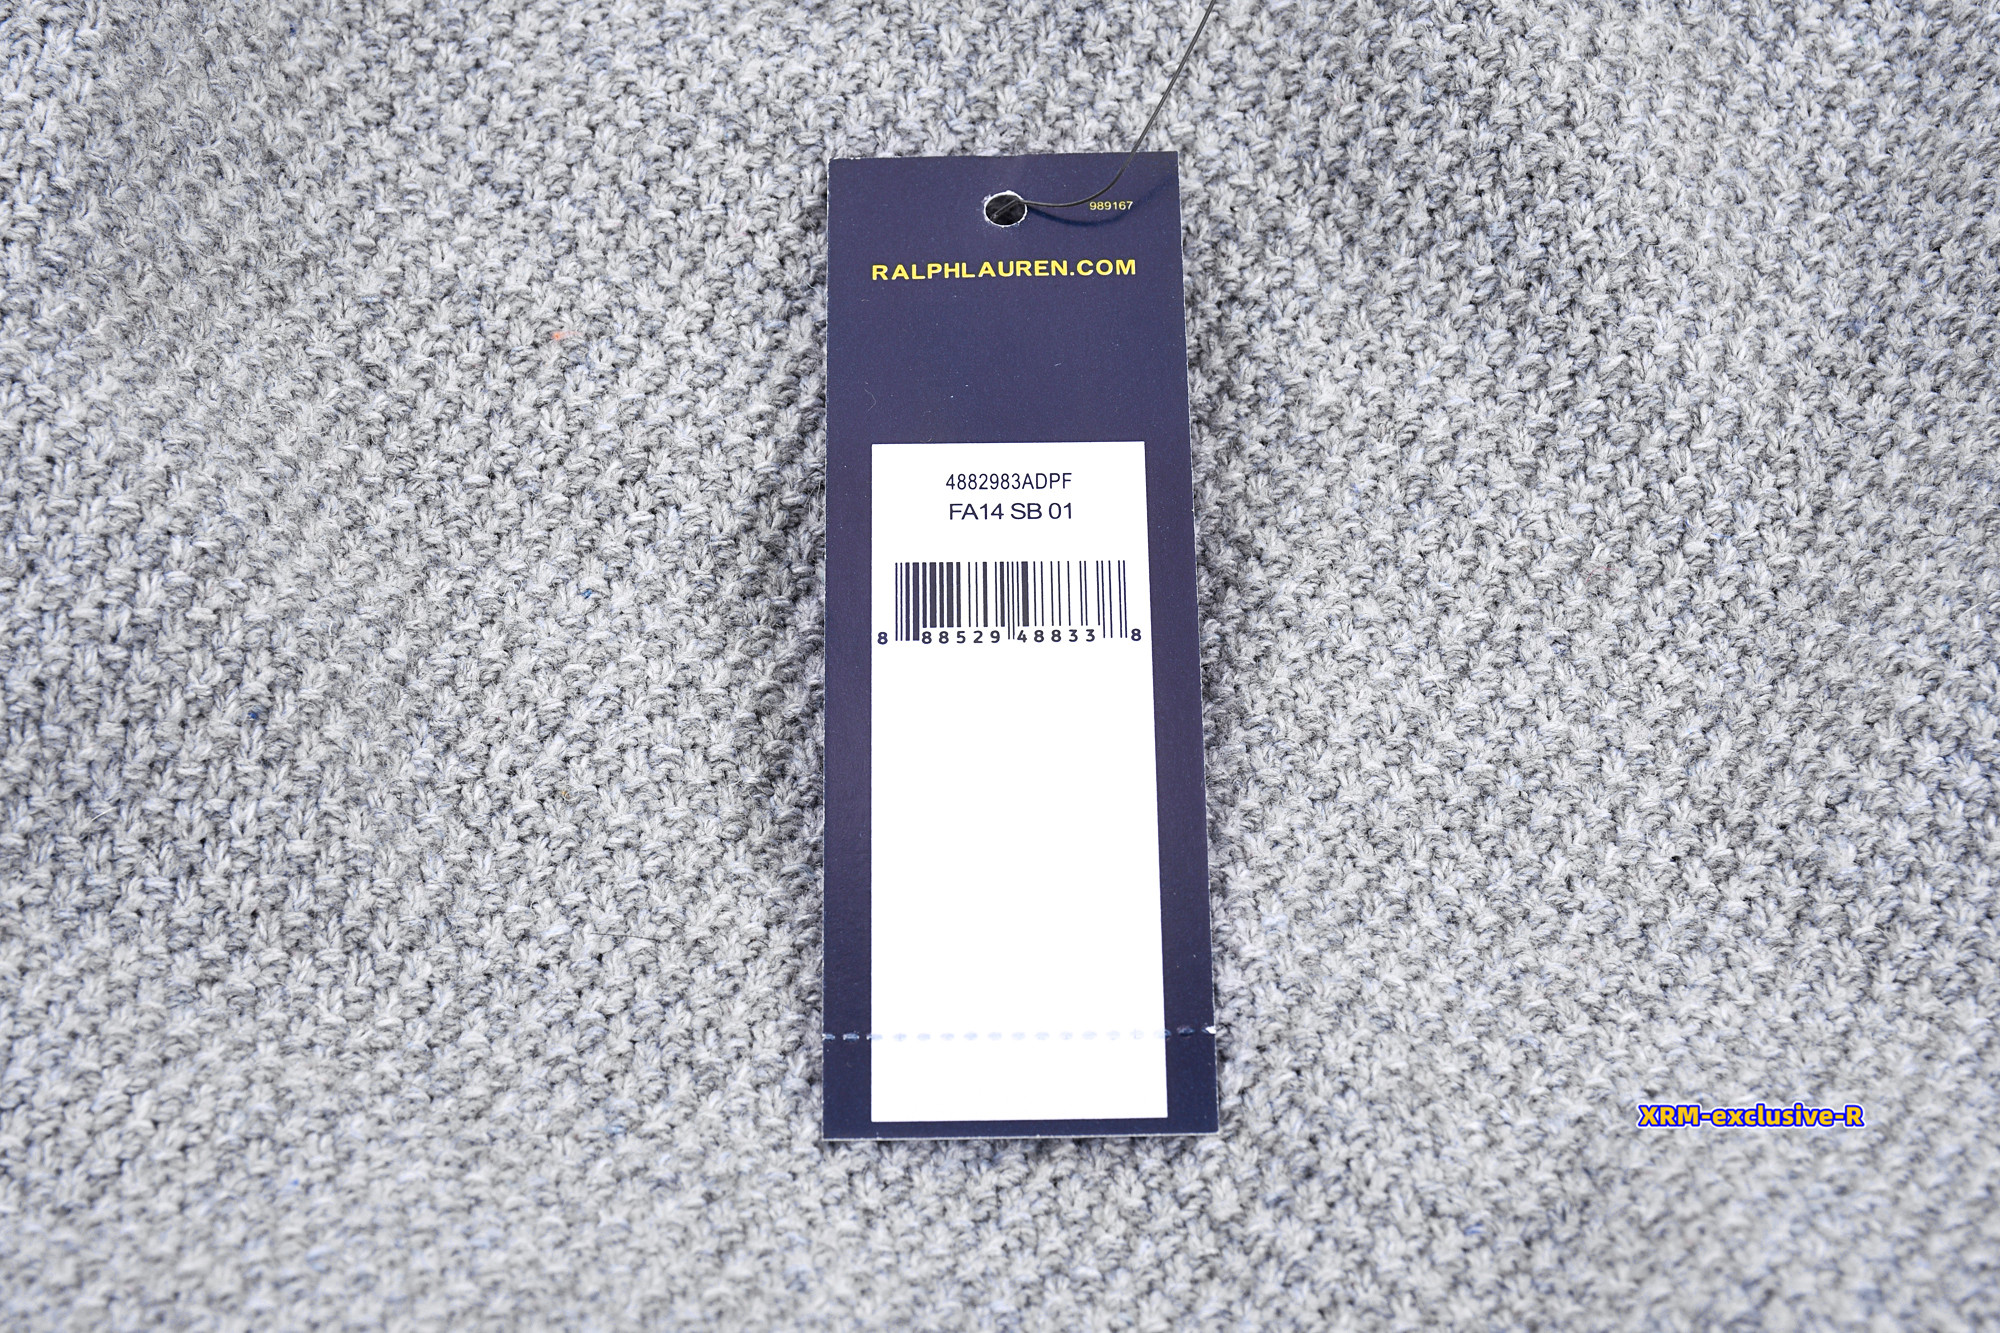 989167
RALPHLAUREN.COM
4882983ADPF
FA14 SB 01
8 88529 48833 8
XRM-exclusive-R